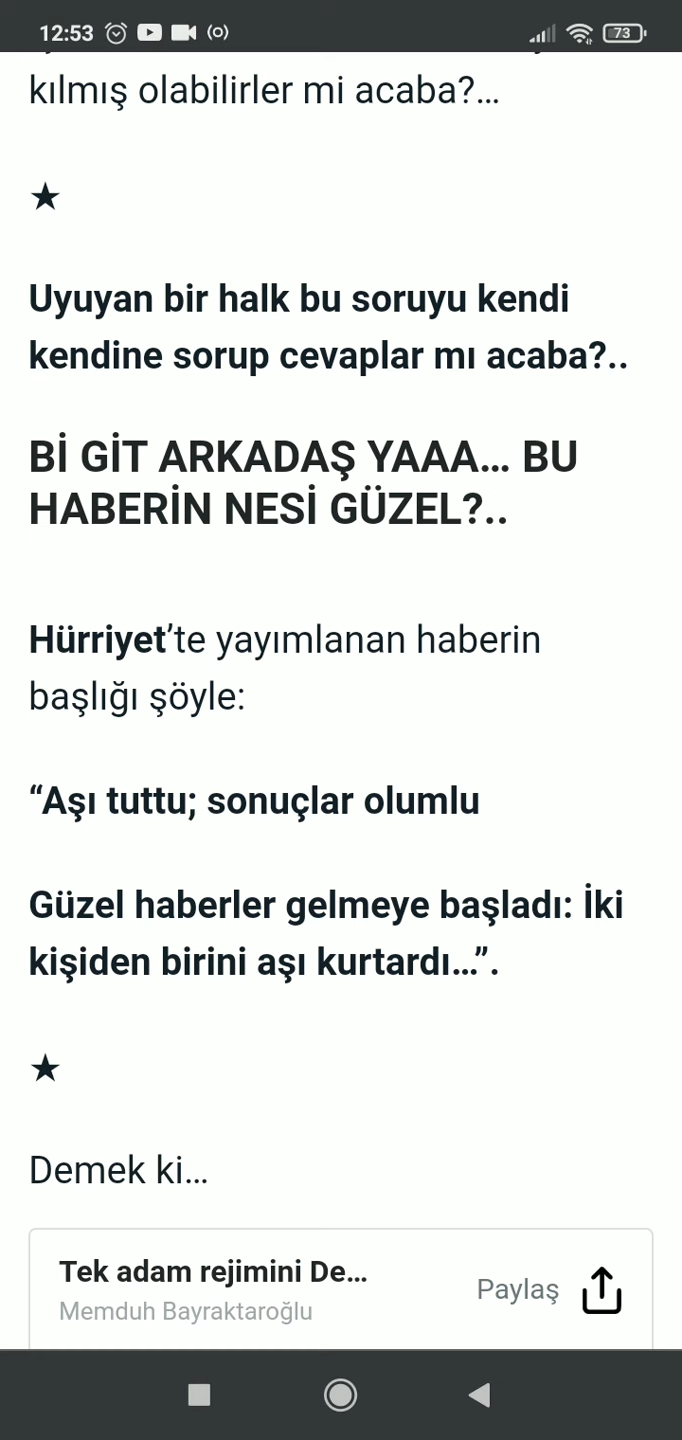 12:53
73
kılmış olabilirler mi acaba?...
★
Uyuyan bir halk bu soruyu kendi
kendine sorup cevaplar mı acaba?..
Bİ GİT ARKADAŞ YAAA... BU
HABERİN NESİ GÜZEL?..
Hürriyet’te yayımlanan haberin
başlığı şöyle:
“Aşı tuttu; sonuçlar olumlu
Güzel haberler gelmeye başladı: İki
kişiden birini aşı kurtardı...”.
★
Demek ki...
Tek adam rejimini De...
Paylaş
Memduh Bayraktaroğlu